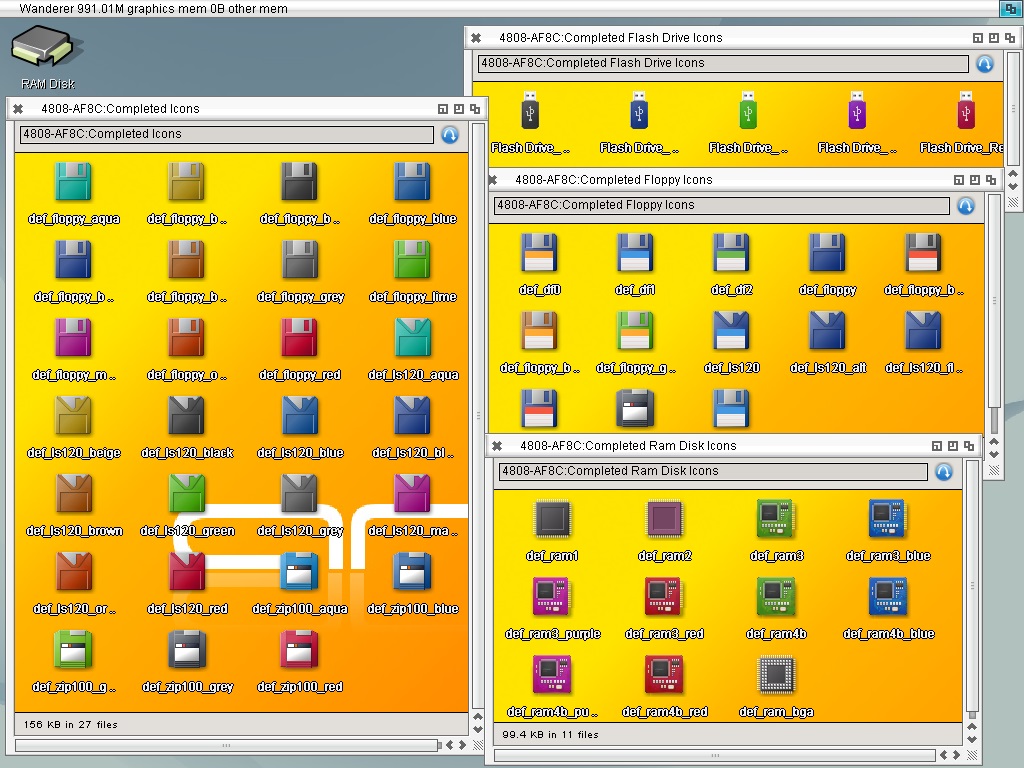 Wanderer 991.01M graphics mem 0B other mem
RAM Disk
4808-AF8C:Completed Flash Drive Icons
4808-AF8C:Completed Flash Drive Icons
Flash Drive_ .. Flash Drive_ .. Flash Drive_ .. Flash Drive_ .. Flash Drive_Re
4808-AF8C:Completed Icons
4808-AF8C:Completed Icons
def_floppy_aqua def_floppy_b .. def_floppy_b .. def_floppy_blue
def_floppy_b .. def_floppy_b .. def_floppy_grey def_floppy_lime
def_floppy_m .. def_floppy_o .. def_floppy_red def_ls120_aqua
def_ls120_beige def_ls120_black def_ls120_blue def_ls120_bl..
def_ls120_brown def_ls120_green def_ls120_grey def_ls120_ma ..
def_ls120_or .. def_ls120_red def_zip100_aqua def_zip100_blue
def_zip100_g .. def_zip100_grey def_zip100_red
156 KB in 27 files
4808-AF8C:Completed Floppy Icons
4808-AF8C:Completed Floppy Icons
def_df0 def_df1 def_df2 def_floppy def_floppy_b ..
def_floppy_b .. def_floppy_g .. def_ls120 def_ls120_alt def_ls120_fl ..
4808-AF8C:Completed Ram Disk Icons
4808-AF8C:Completed Ram Disk Icons
def_ram1 def_ram2 def_ram3 def_ram3_blue
def_ram3_purple def_ram3_red def_ram4b def_ram4b_blue
def_ram4b_pu .. def_ram4b_red def_ram_bga
99.4 KB in 11 files